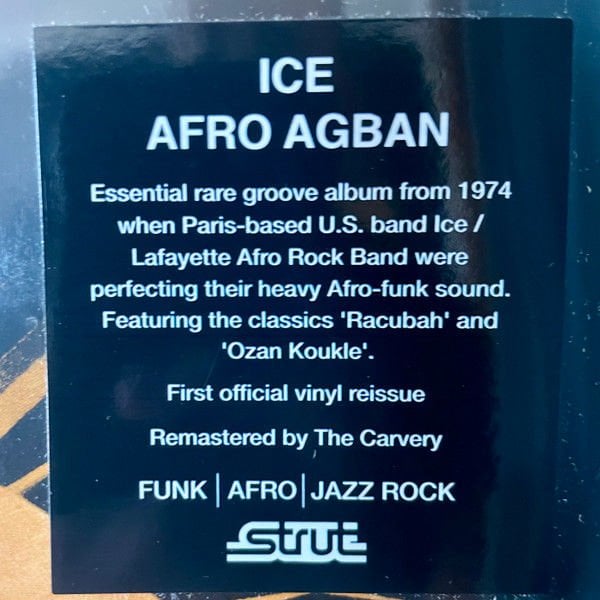 ICE
AFRO AGBAN
Essential rare groove album from 1974
when Paris-based U.S. band Ice /
Lafayette Afro Rock Band were
perfecting their heavy Afro-funk sound.
Featuring the classics 'Racubah' and
'Ozan Koukle'.
First official vinyl reissue
Remastered by The Carvery
FUNK | AFRO | JAZZ ROCK
Strut